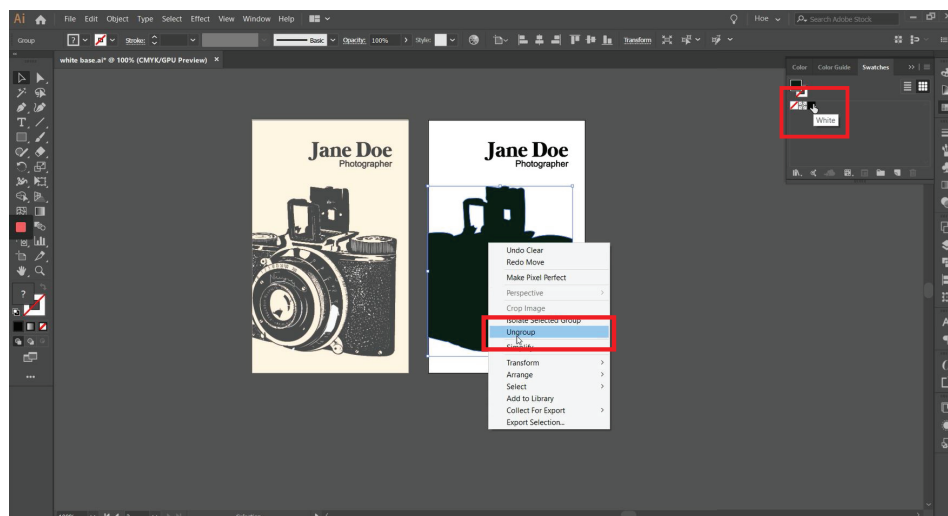 Ai File Edit Object Type Select Effect View Window Help Hoe Search Adobe Stock
Group ? Stroke: Basic Opacity: 100% Style: Transform
white base.ai* @ 100% (CMYK/GPU Preview) ×
Color Color Guide Swatches
White
Jane Doe
Photographer
Jane Doe
Photographer
Undo Clear
Redo Move
Make Pixel Perfect
Perspective
Crop Image
Isolate Selected Group
Ungroup
Simplify
Transform
Arrange
Select
Add to Library
Collect For Export
Export Selection...
?